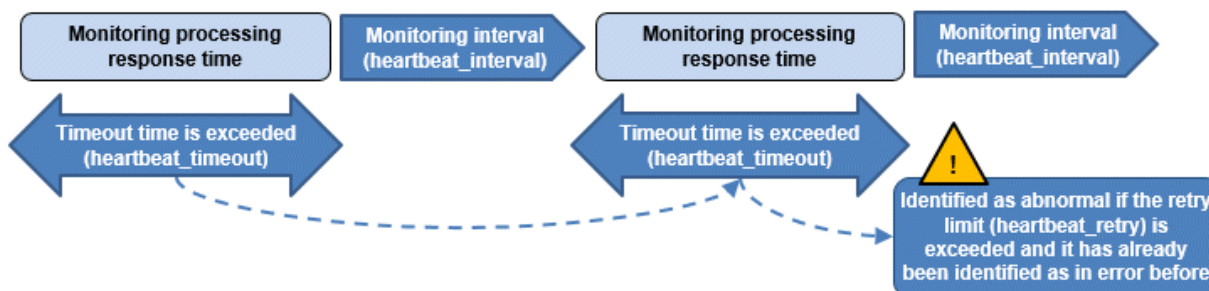 Monitoring processing
response time
Monitoring interval
(heartbeat_interval)
Monitoring processing
response time
Monitoring interval
(heartbeat_interval)
Timeout time is exceeded
(heartbeat_timeout)
Timeout time is exceeded
(heartbeat_timeout)
!
Identified as abnormal if the retry
limit (heartbeat_retry) is
exceeded and it has already
been identified as in error before